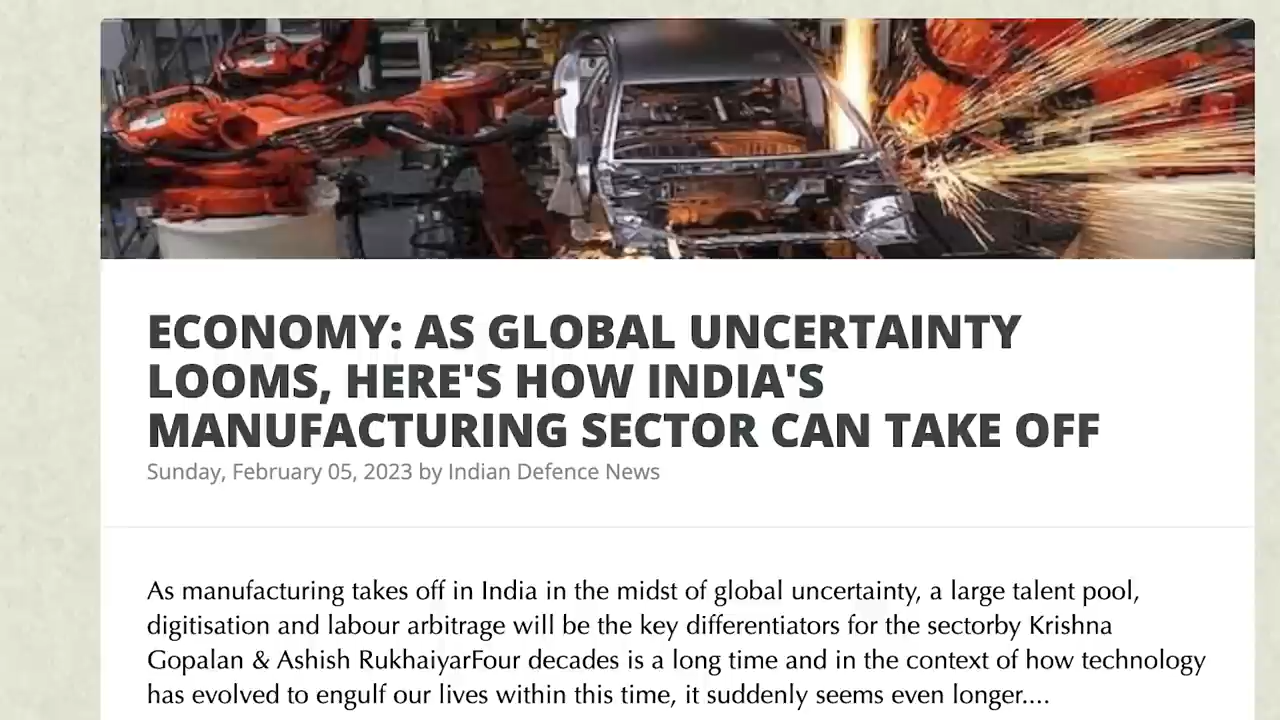 ECONOMY: AS GLOBAL UNCERTAINTY
LOOMS, HERE'S HOW INDIA'S
MANUFACTURING SECTOR CAN TAKE OFF
Sunday, February 05, 2023 by Indian Defence News
As manufacturing takes off in India in the midst of global uncertainty, a large talent pool,
digitisation and labour arbitrage will be the key differentiators for the sectorby Krishna
Gopalan & Ashish RukhaiyarFour decades is a long time and in the context of how technology
has evolved to engulf our lives within this time, it suddenly seems even longer....